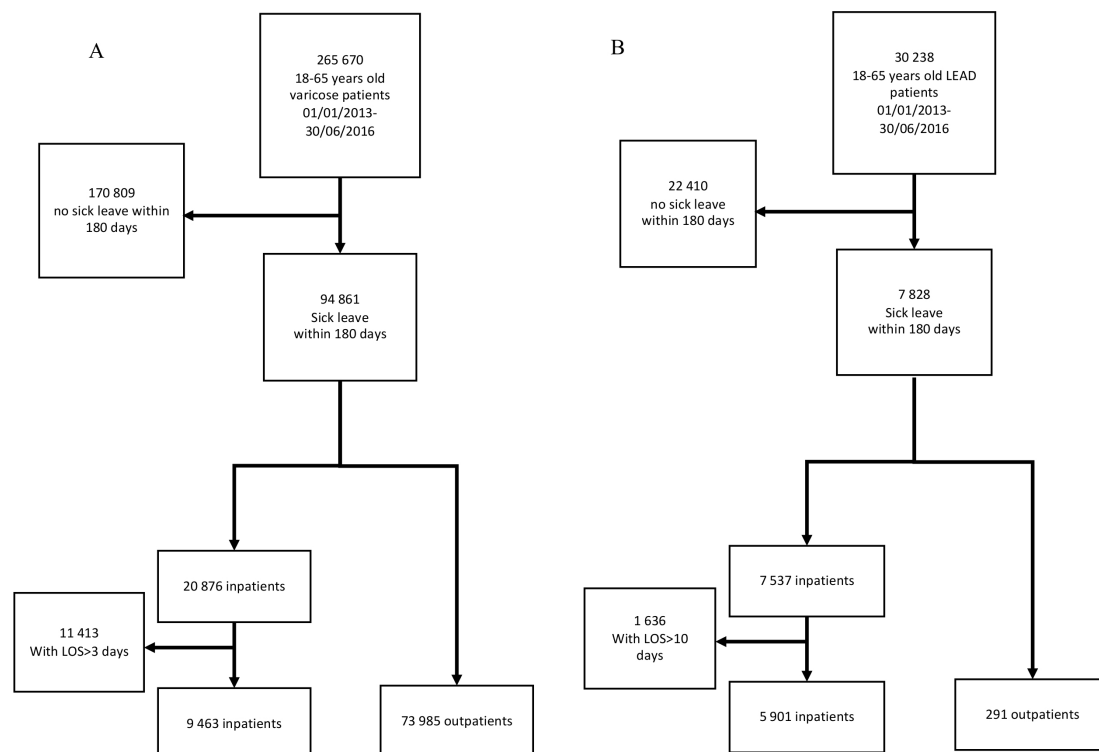 A
265 670
18-65 years old
varicose patients
01/01/2013-
30/06/2016
170 809
no sick leave within
180 days
94 861
Sick leave
within 180 days
20 876 inpatients
11 413
With LOS>3 days
9 463 inpatients
73 985 outpatients
B
30 238
18-65 years old LEAD
patients
01/01/2013-
30/06/2016
22 410
no sick leave
within 180 days
7 828
Sick leave
within 180 days
7 537 inpatients
1 636
With LOS>10
days
5 901 inpatients
291 outpatients